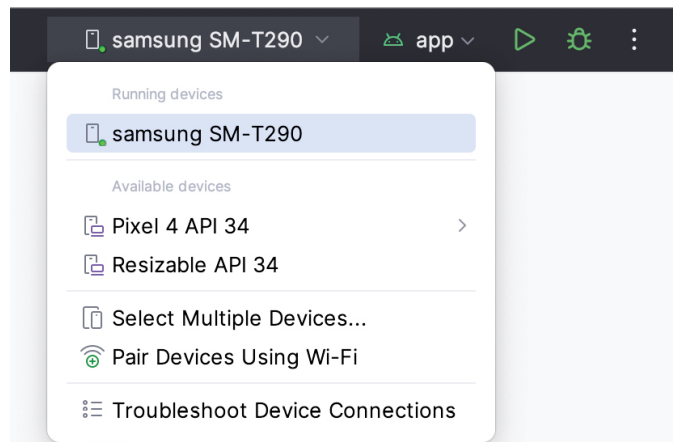 samsung SM-T290
app
Running devices
samsung SM-T290
Available devices
Pixel 4 API 34
Resizable API 34
Select Multiple Devices...
Pair Devices Using Wi-Fi
Troubleshoot Device Connections